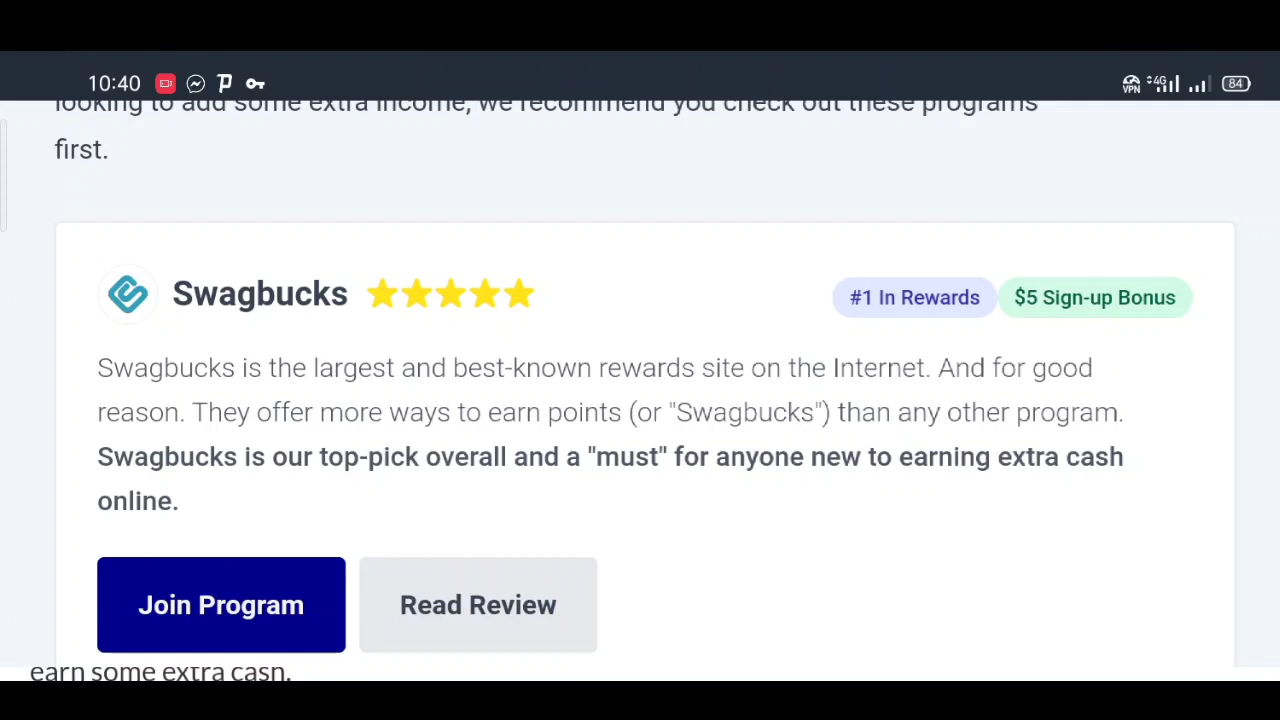 10:40 VPN 4G 84
looking to add some extra income, we recommend you check out these programs
first.
Swagbucks #1 In Rewards $5 Sign-up Bonus
Swagbucks is the largest and best-known rewards site on the Internet. And for good
reason. They offer more ways to earn points (or "Swagbucks") than any other program.
Swagbucks is our top-pick overall and a "must" for anyone new to earning extra cash
online.
Join Program Read Review
earn some extra cash.